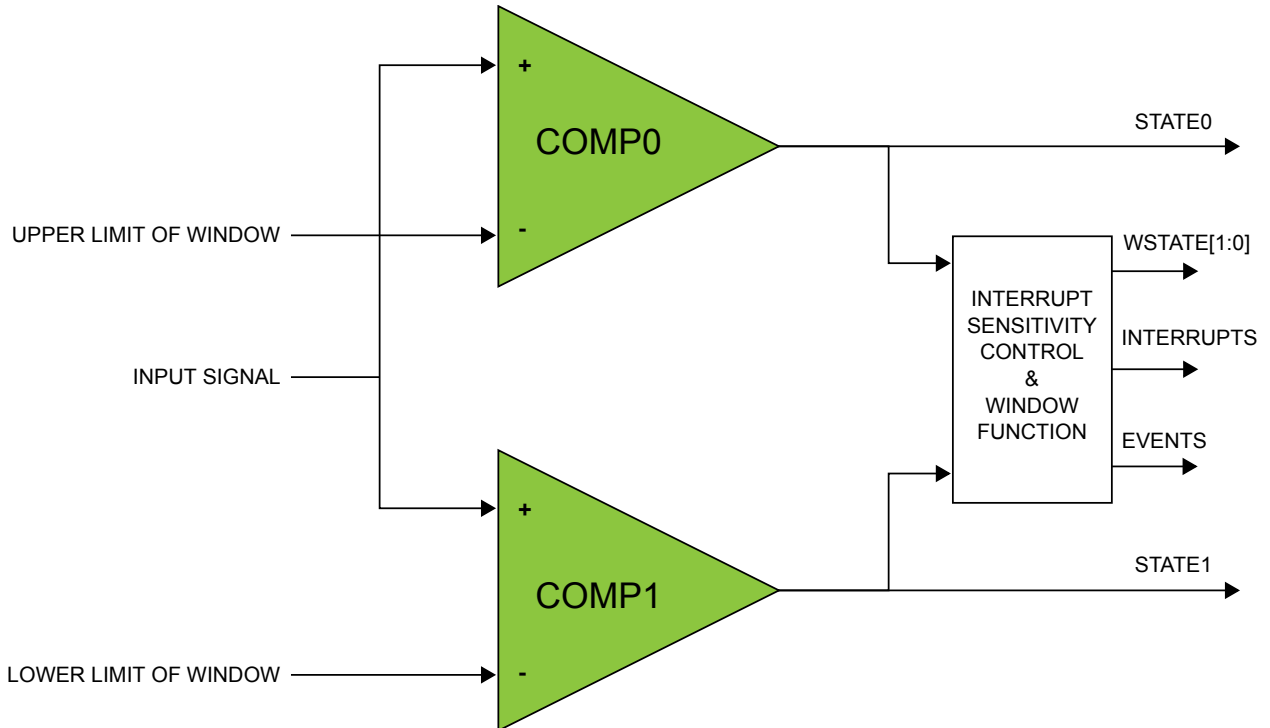 +
COMP0
-
STATE0
UPPER LIMIT OF WINDOW
WSTATE[1:0]
INTERRUPT
SENSITIVITY
CONTROL
&
WINDOW
FUNCTION
INTERRUPTS
EVENTS
INPUT SIGNAL
+
COMP1
-
STATE1
LOWER LIMIT OF WINDOW